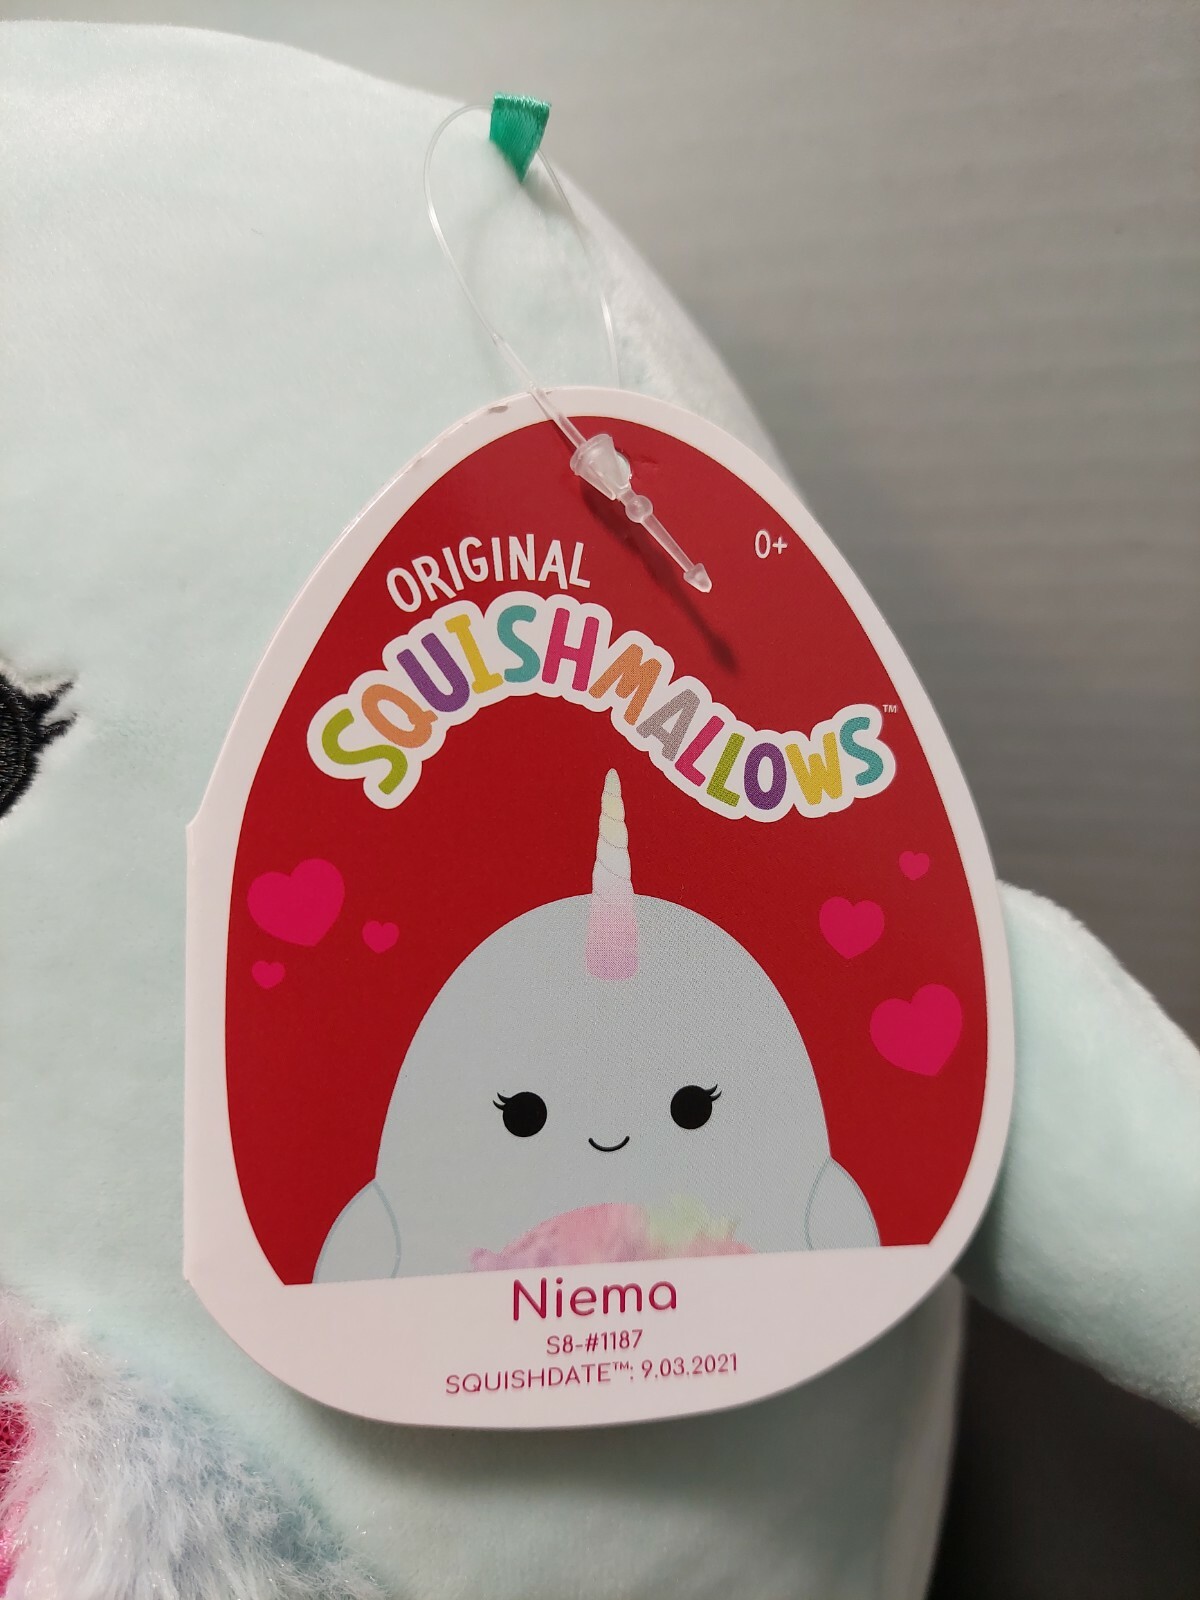 0+
ORIGINAL
SQUISHMALLOWS™
Niema
S8-#1187
SQUISHDATE™: 9.03.2021